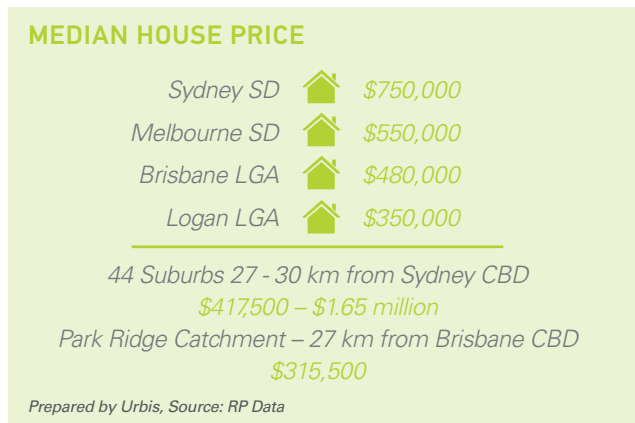 MEDIAN HOUSE PRICE
Sydney SD $750,000
Melbourne SD $550,000
Brisbane LGA $480,000
Logan LGA $350,000
44 Suburbs 27 - 30 km from Sydney CBD
$417,500 – $1.65 million
Park Ridge Catchment – 27 km from Brisbane CBD
$315,500
Prepared by Urbis, Source: RP Data